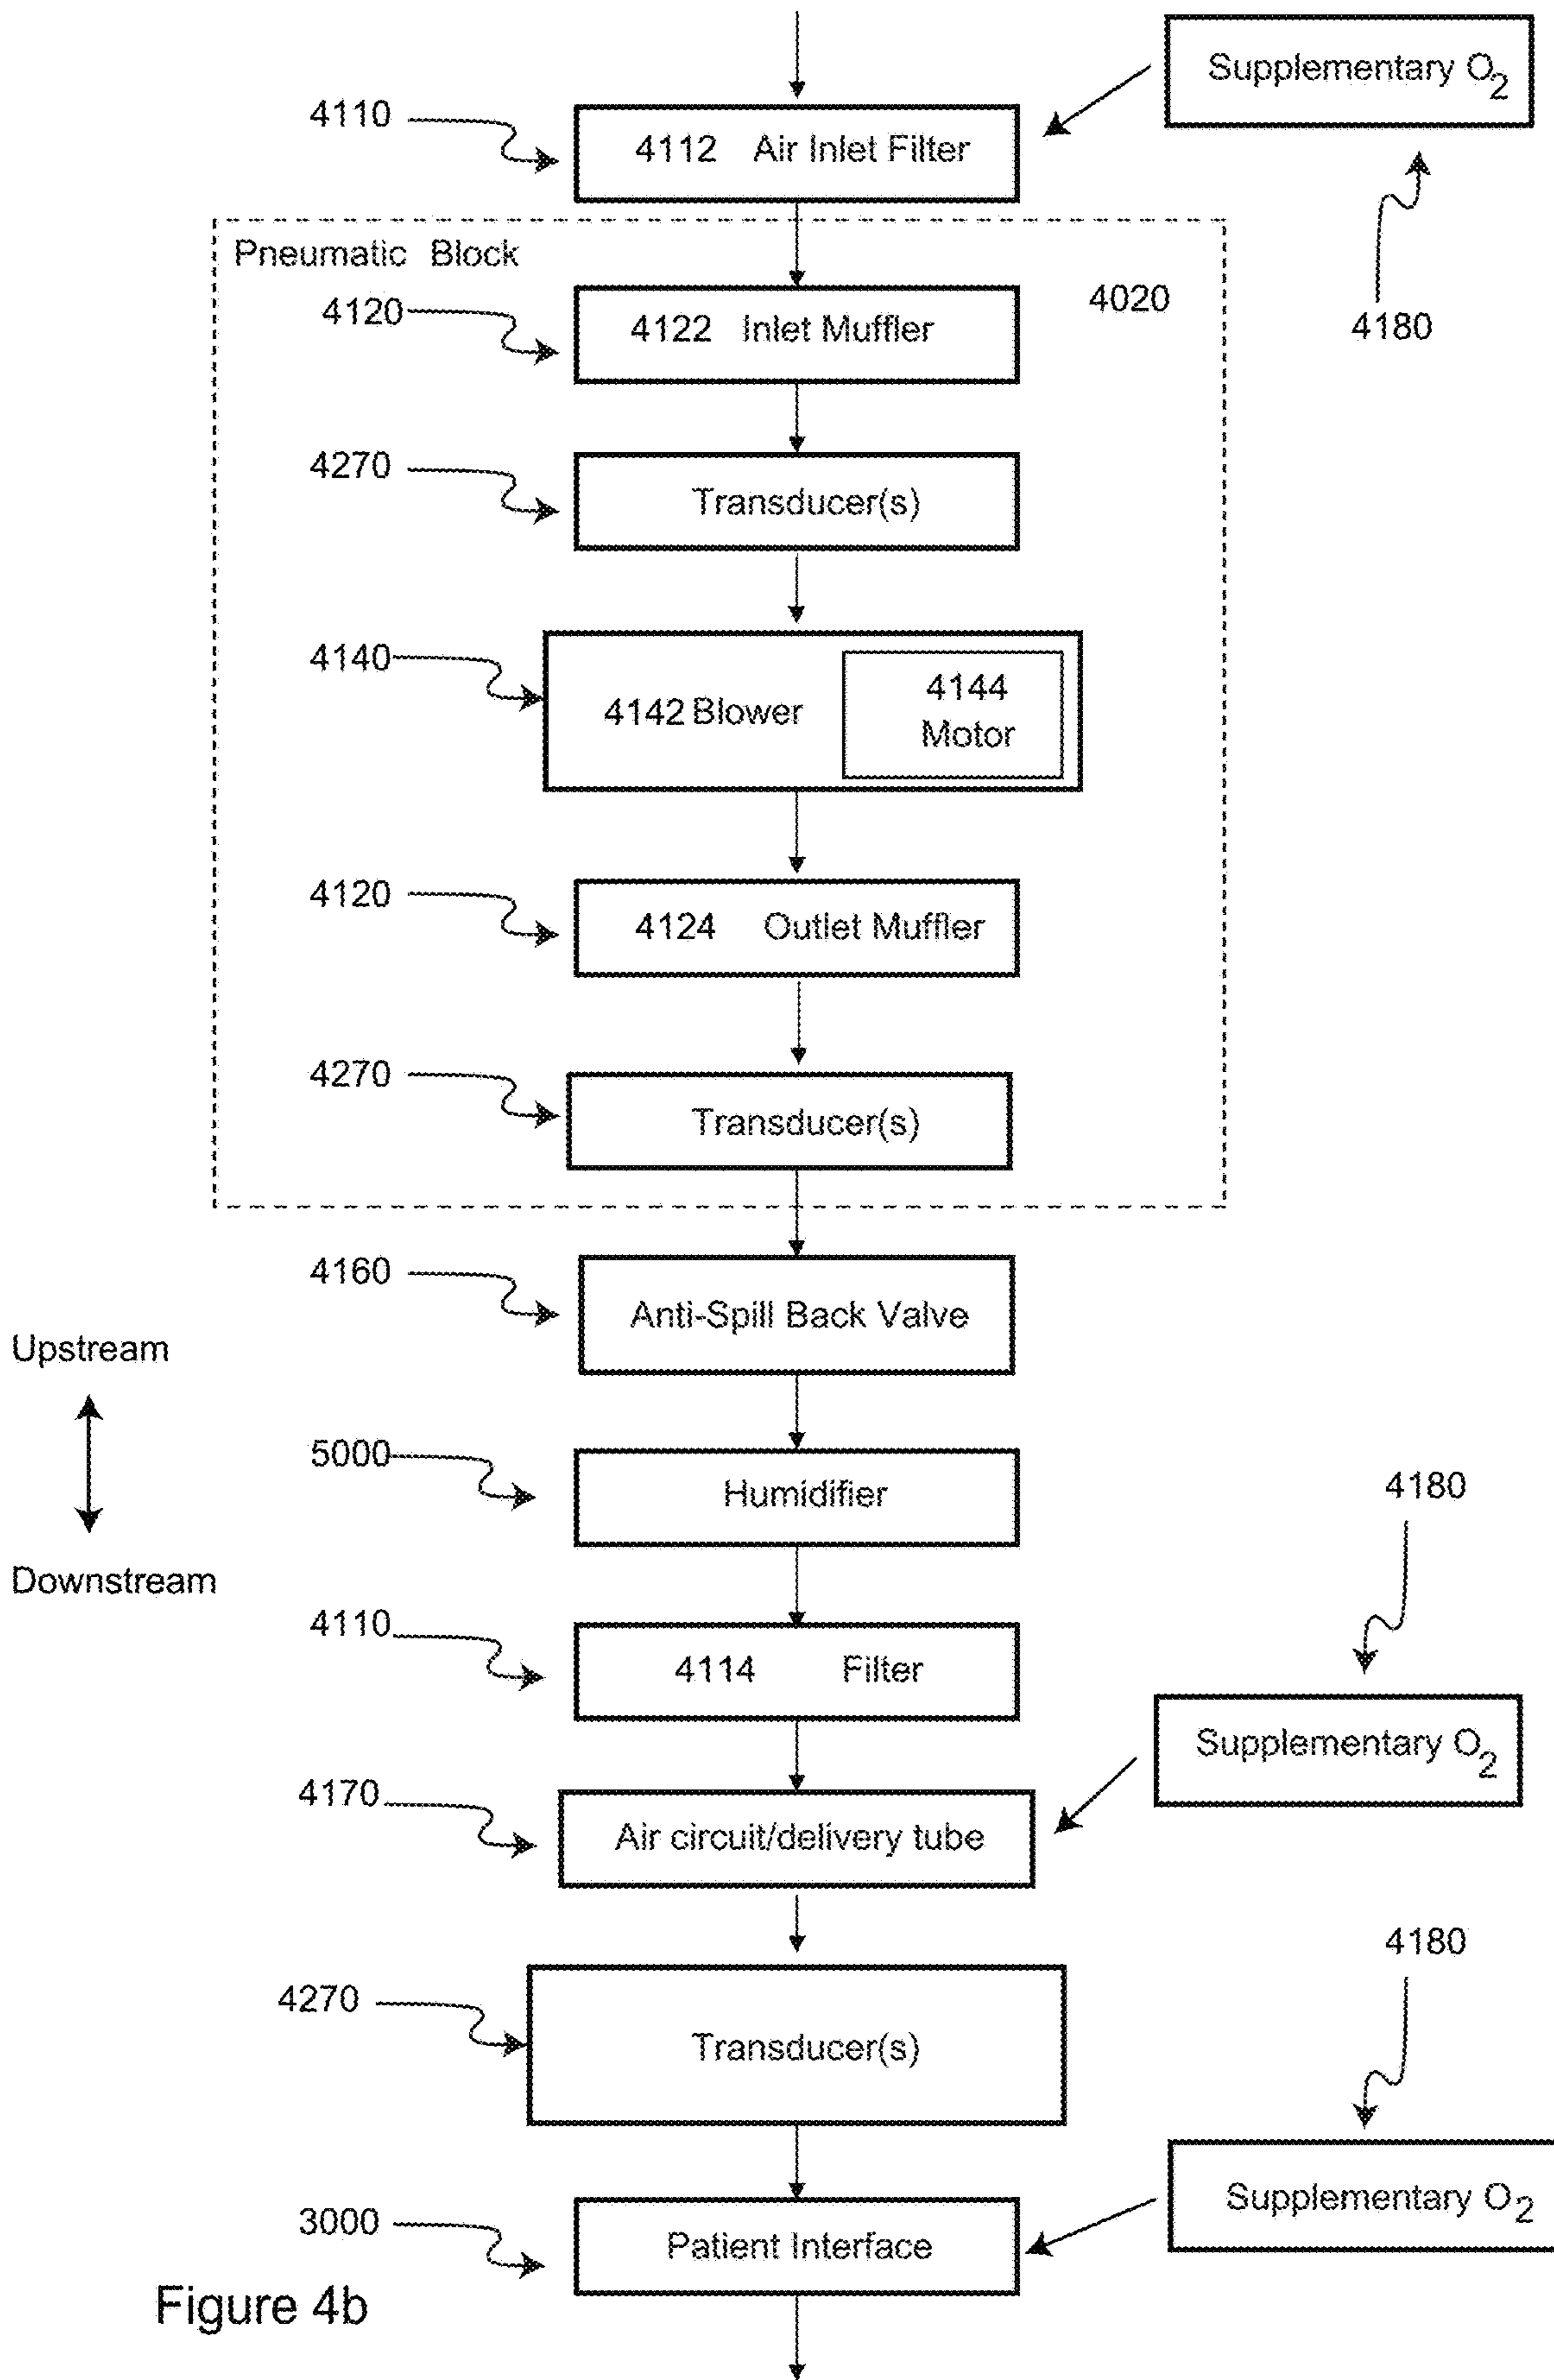 Supplementary O2
4110
4112 Air Inlet Filter
Pneumatic Block
4020
4180
4120
4122 Inlet Muffler
4270
Transducer(s)
4140
4142 Blower
4144
Motor
4120
4124 Outlet Muffler
4270
Transducer(s)
4160
Anti-Spill Back Valve
Upstream
5000
Humidifier
4180
Downstream
4110
4114 Filter
Supplementary O2
4170
Air circuit/delivery tube
4180
4270
Transducer(s)
Supplementary O2
3000
Patient Interface
Figure 4b